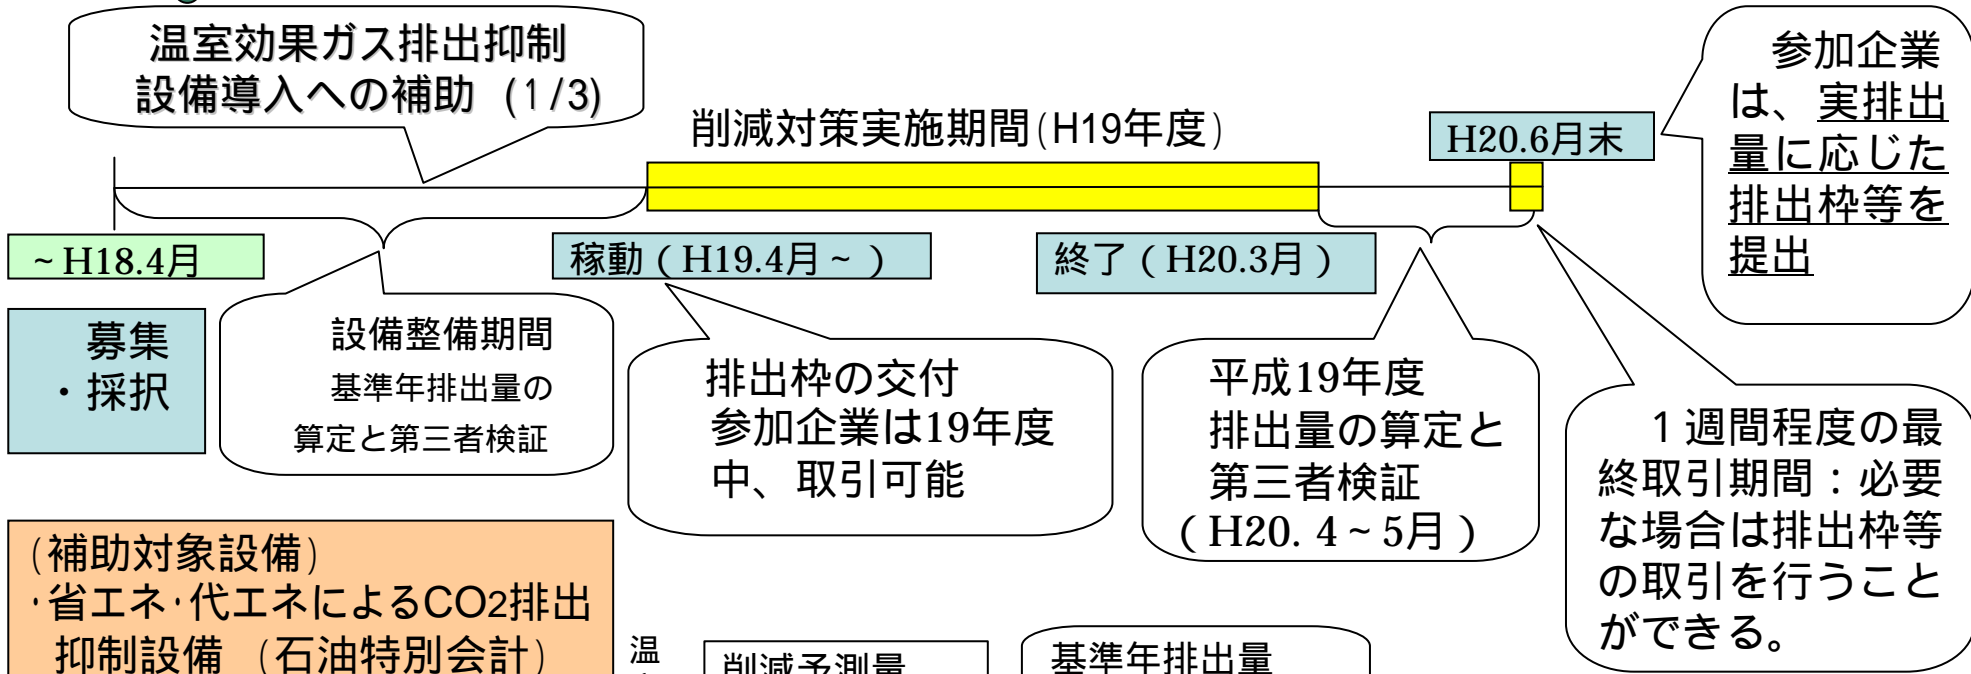 温室効果ガス排出抑制
設備導入への補助 (1/3)
削減対策実施期間(H19年度)
H20.6月末
参加企業
は、実排出
量に応じた
排出枠等を
提出
~H18.4月
稼動（H19.4月~）
終了（H20.3月）
募集
・採択
設備整備期間
基準年排出量の
算定と第三者検証
排出枠の交付
参加企業は19年度
中、取引可能
平成19年度
排出量の算定と
第三者検証
（H20. 4~5月）
１週間程度の最
終取引期間：必要
な場合は排出枠等
の取引を行うこと
ができる。
(補助対象設備)
・省エネ・代エネによるCO2排出
抑制設備 (石油特別会計)
温
削減予測量
基準年排出量